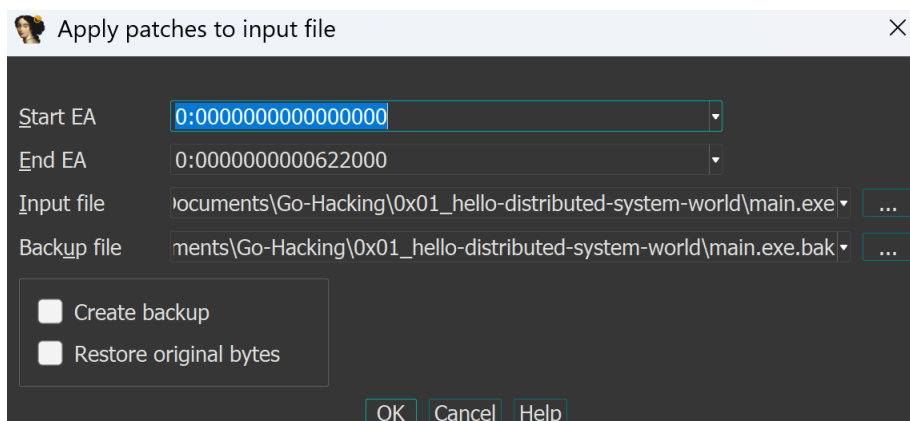 Apply patches to input file
Start EA 0:0000000000000000
End EA 0:0000000000622000
Input file ocuments\Go-Hacking\0x01_hello-distributed-system-world\main.exe ...
Backup file ments\Go-Hacking\0x01_hello-distributed-system-world\main.exe.bak ...
Create backup
Restore original bytes
OK Cancel Help